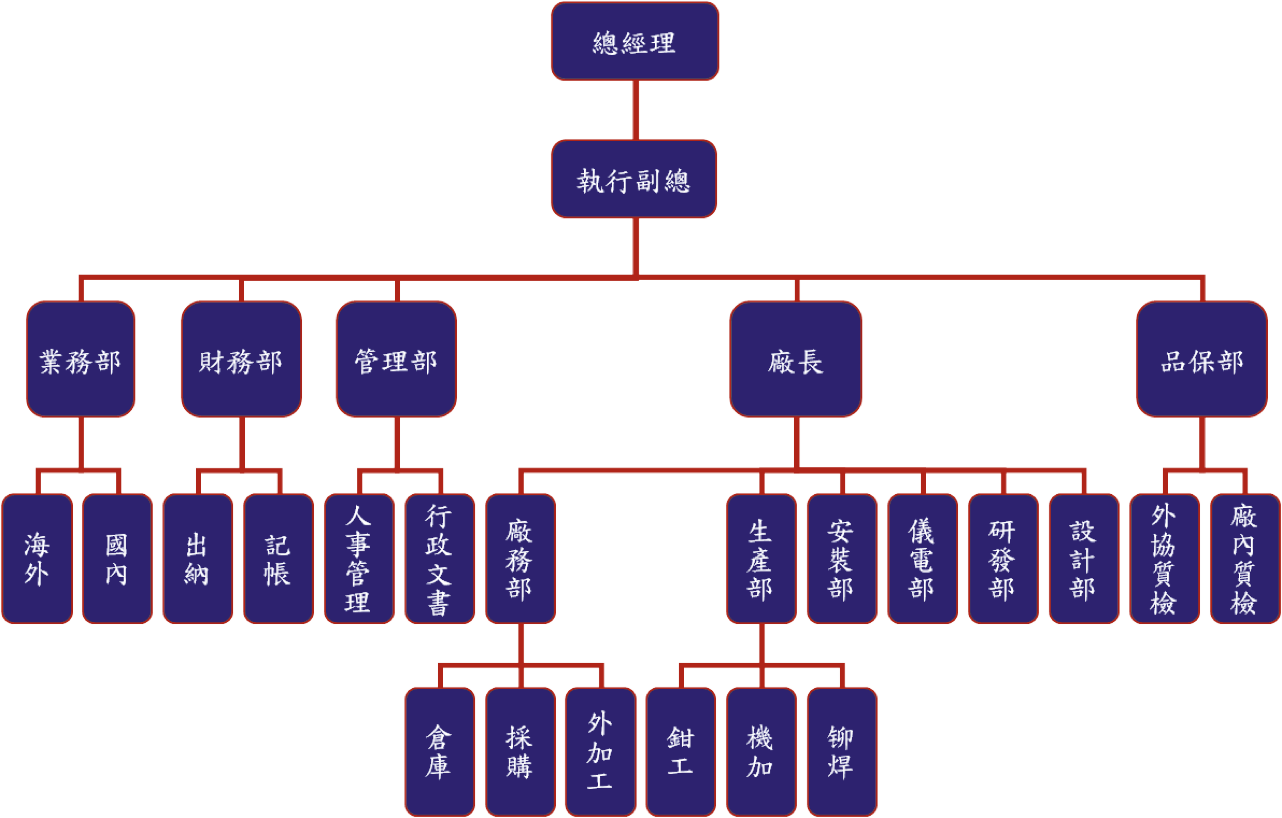 總經理
執行副總
業務部
財務部
管理部
廠長
品保部
海外
國內
出納
記帳
人事管理
行政文書
廠務部
生產部
安裝部
儀電部
研發部
設計部
外協質檢
廠內質檢
倉庫
採購
外加工
鉗工
機加
铆焊